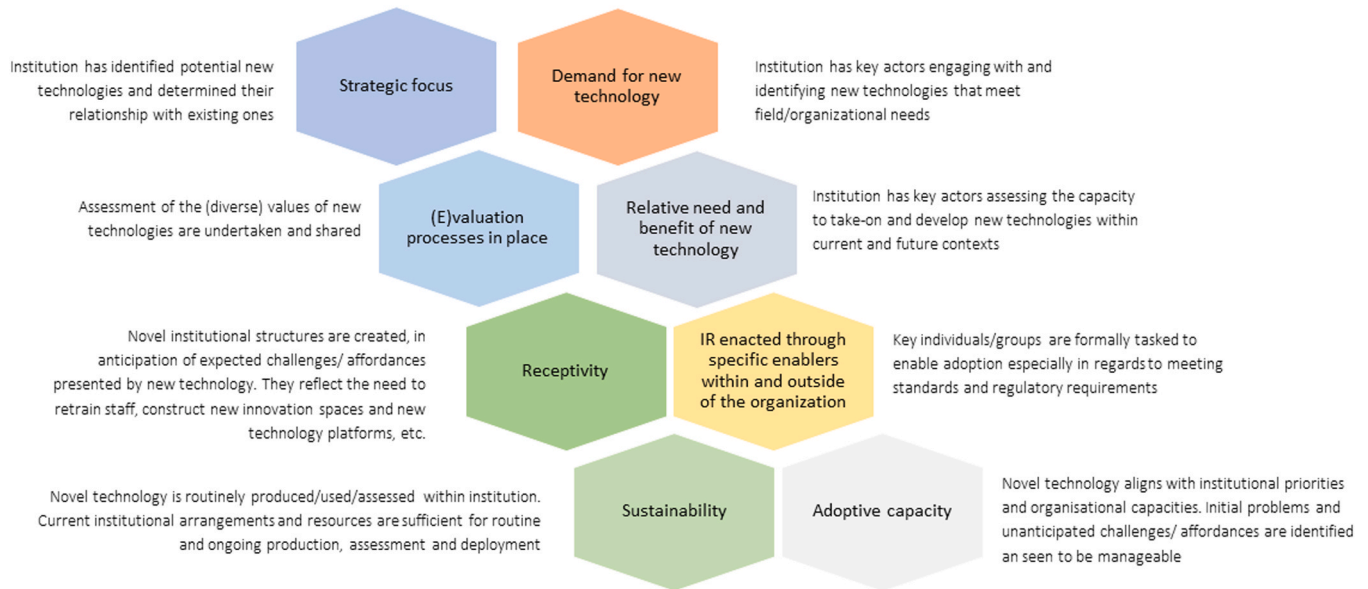 Institution has identified potential new
technologies and determined their
relationship with existing ones
Strategic focus
Demand for new
technology
Institution has key actors engaging with and
identifying new technologies that meet
field/organizational needs
Assessment of the (diverse) values of new
technologies are undertaken and shared
(E)valuation
processes in place
Relative need and
benefit of new
technology
Institution has key actors assessing the capacity
to take-on and develop new technologies within
current and future contexts
Novel institutional structures are created, in
anticipation of expected challenges/ affordances
presented by new technology. They reflect the need to
retrain staff, construct new innovation spaces and new
technology platforms, etc.
Receptivity
IR enacted through
specific enablers
within and outside
of the organization
Key individuals/groups are formally tasked to
enable adoption especially in regards to meeting
standards and regulatory requirements
Novel technology is routinely produced/used/assessed within institution.
Current institutional arrangements and resources are sufficient for routine
and ongoing production, assessment and deployment
Sustainability
Adoptive capacity
Novel technology aligns with institutional priorities
and organisational capacities. Initial problems and
unanticipated challenges/ affordances are identified
an seen to be manageable